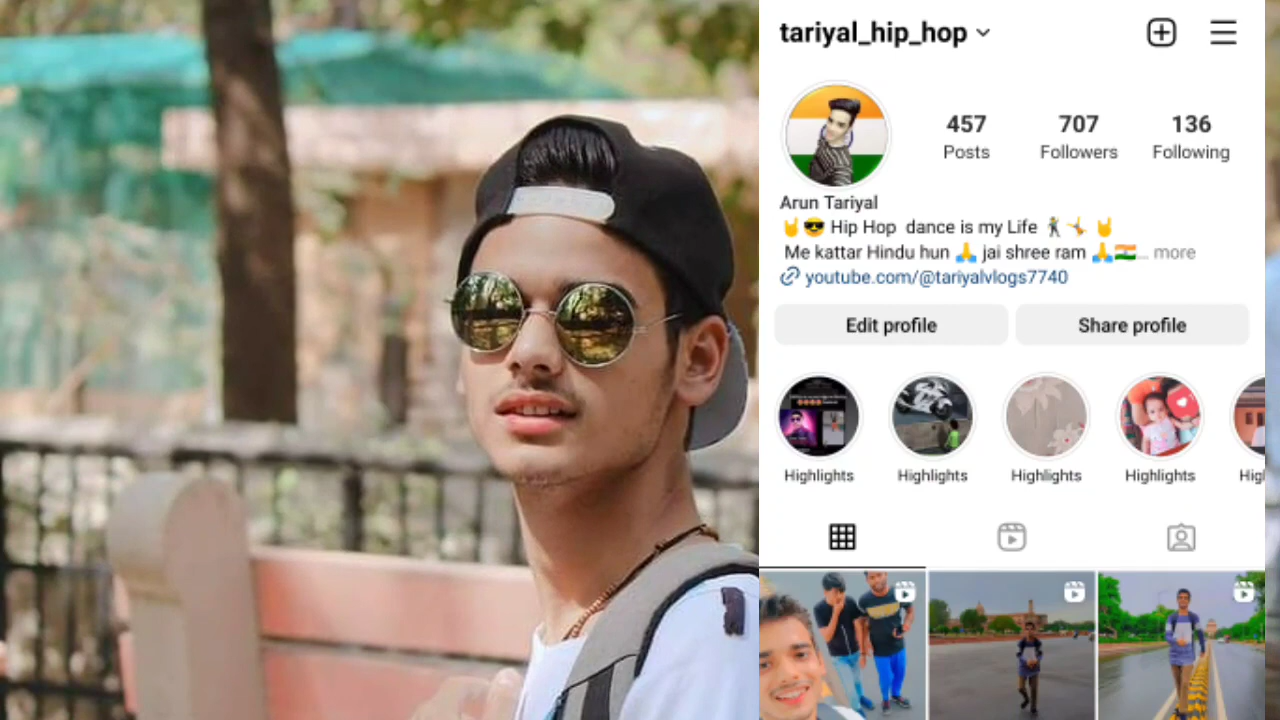 tariyal_hip_hop
457 707 136
Posts Followers Following
Arun Tariyal
🤘😎 Hip Hop dance is my Life 🕺🤸 🤘
Me kattar Hindu hun 🙏 jai shree ram 🙏🇮🇳... more
youtube.com/@tariyalvlogs7740
Edit profile Share profile
Highlights Highlights Highlights Highlights Higl